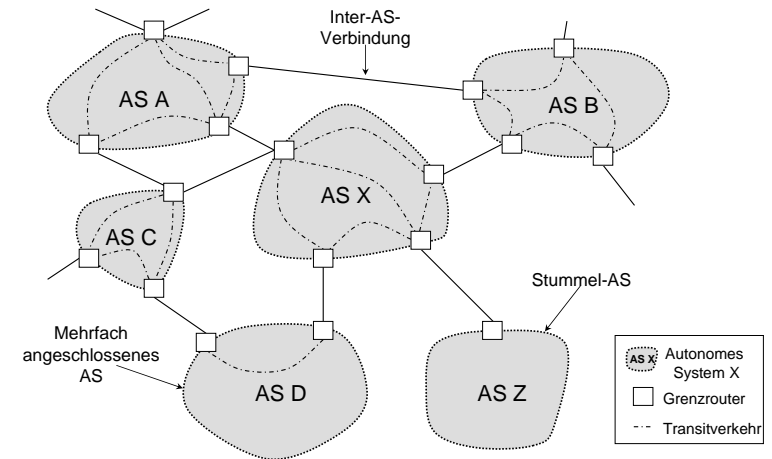 Inter-AS-
Verbindung
AS A
AS B
AS X
AS C
Stummel-AS
Mehrfach
angeschlossenes
AS
AS D
AS Z
AS X Autonomes
System X
Grenzrouter
Transitverkehr